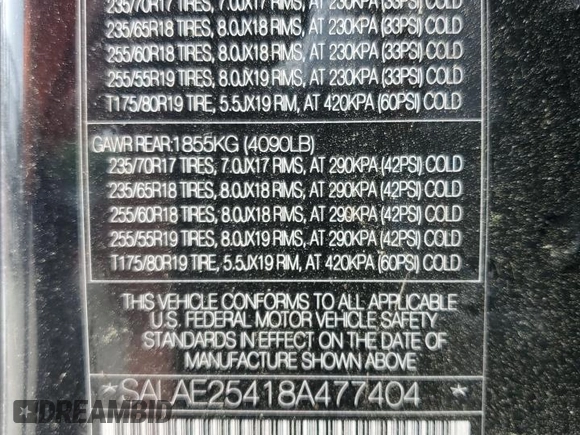 235/70R17 TIRES, 7.0JX17 RIMS, AT 230KPA (33PSI) COLD
235/65R18 TIRES, 8.0JX18 RIMS, AT 230KPA (33PSI) COLD
255/60R18 TIRES, 8.0JX18 RIMS, AT 230KPA (33PSI) COLD
255/55R19 TIRES, 8.0JX19 RIMS, AT 230KPA (33PSI) COLD
T175/80R19 TIRE, 5.5JX19 RIM, AT 420KPA (60PSI) COLD
GAWR REAR:1855KG (4090LB)
235/70R17 TIRES, 7.0JX17 RIMS, AT 290KPA (42PSI) COLD
235/65R18 TIRES, 8.0JX18 RIMS, AT 290KPA (42PSI) COLD
255/60R18 TIRES, 8.0JX18 RIMS, AT 290KPA (42PSI) COLD
255/55R19 TIRES, 8.0JX19 RIMS, AT 290KPA (42PSI) COLD
T175/80R19 TIRE, 5.5JX19 RIM, AT 420KPA (60PSI) COLD
THIS VEHICLE CONFORMS TO ALL APPLICABLE
U.S. FEDERAL MOTOR VEHICLE SAFETY
STANDARDS IN EFFECT ON THE DATE OF
MANUFACTURE SHOWN ABOVE
*SALAE25418A477404 *
DREAMBID